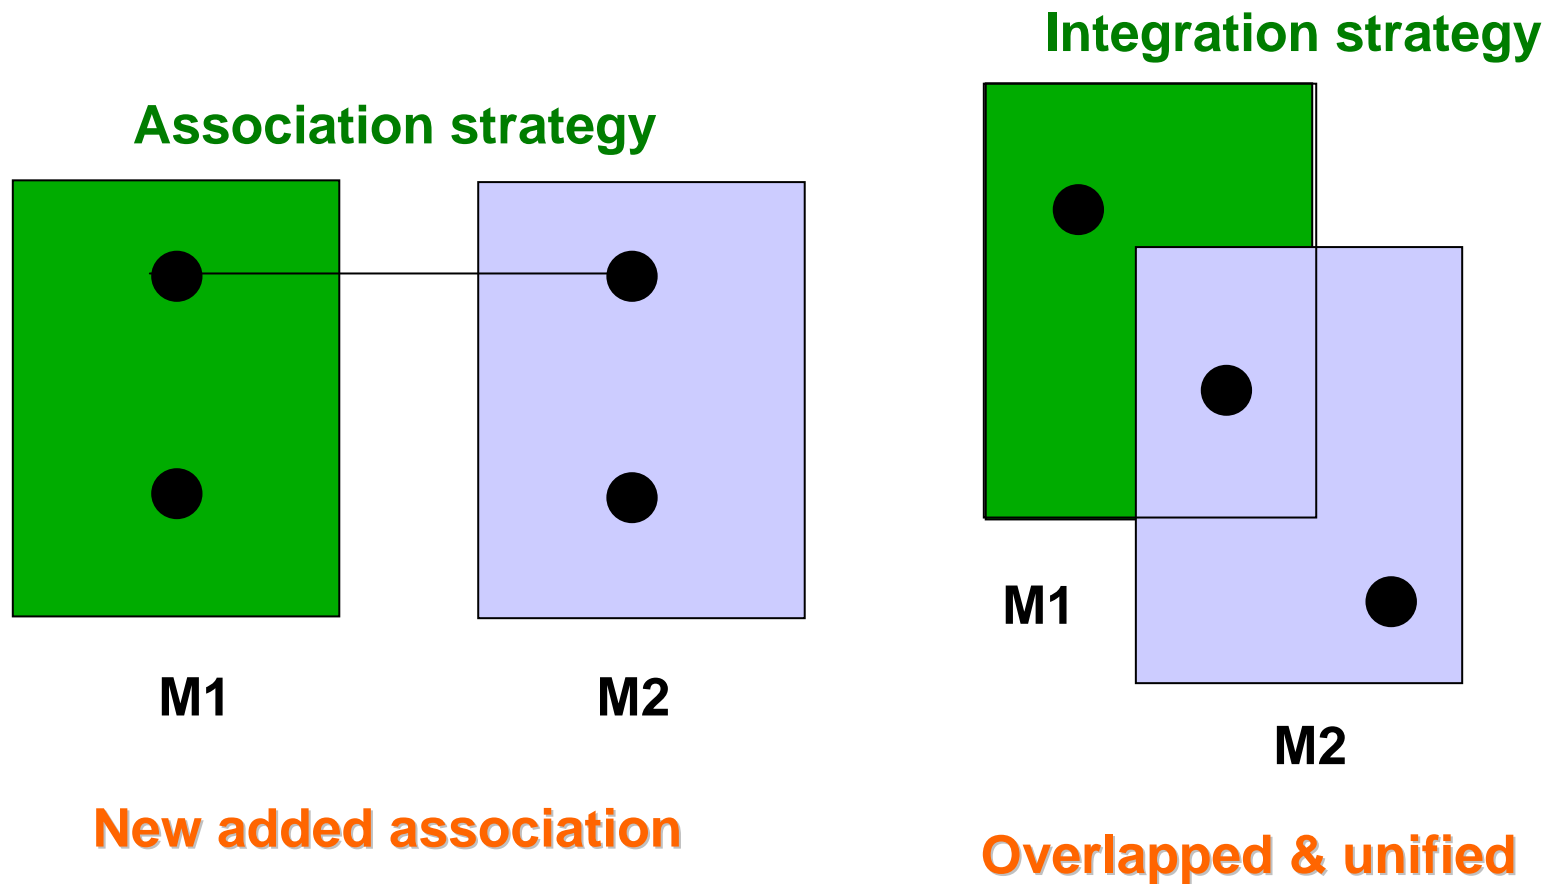 Association strategy
M1
M2
New added association
Integration strategy
M1
M2
Overlapped & unified